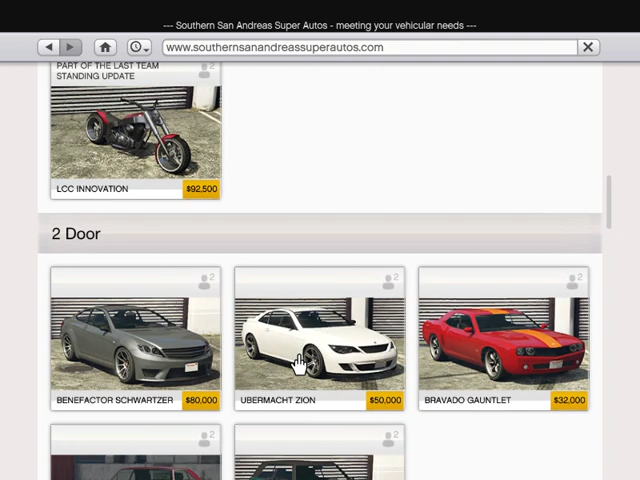 --- Southern San Andreas Super Autos - meeting your vehicular needs ---
www.southernsanandreassuperautos.com
PART OF THE LAST TEAM
STANDING UPDATE
2
LCC INNOVATION
$92,500
2 Door
2
2
2
BENEFACTOR SCHWARTZER
$80,000
UBERMACHT ZION
$50,000
BRAVADO GAUNTLET
$32,000
2
2